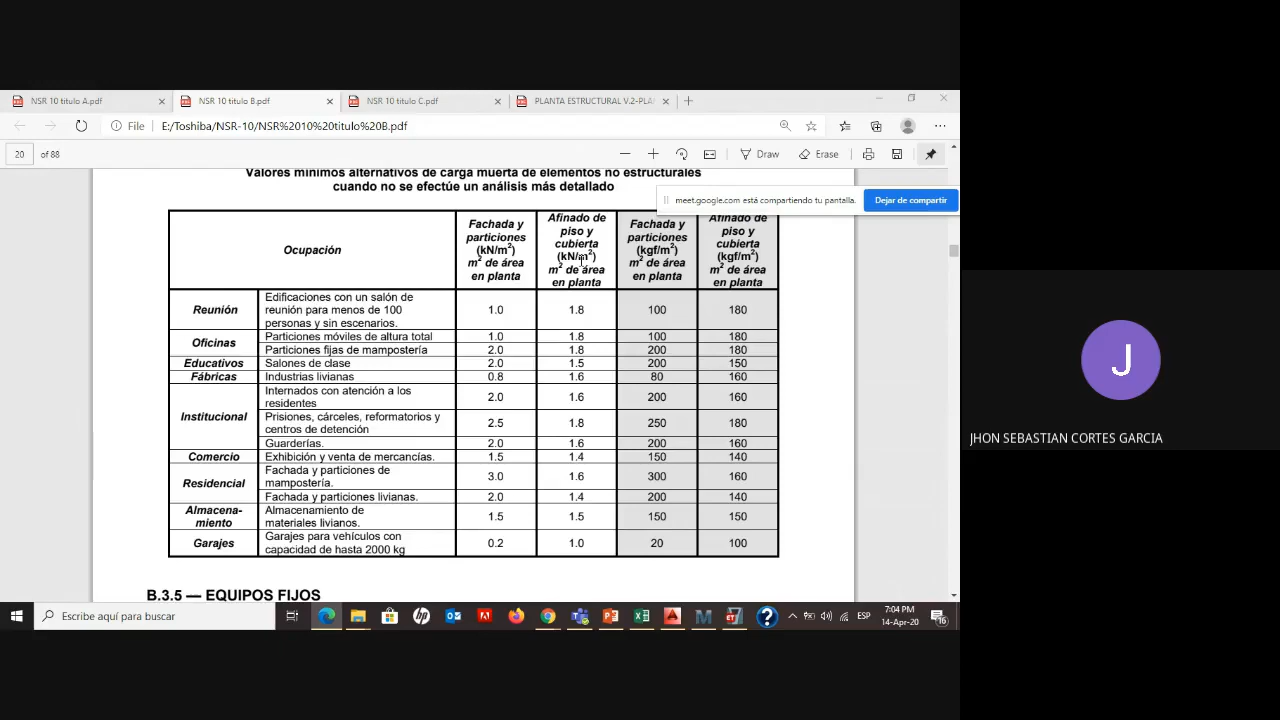 NSR 10 titulo A.pdf
NSR 10 titulo B.pdf
NSR 10 titulo C.pdf
PLANTA ESTRUCTURAL V.2-PLA
File E:/Toshiba/NSR-10/NSR%2010%20titulo%20B.pdf
20 of 88
Draw
Erase
Valores mínimos alternativos de carga muerta de elementos no estructurales
cuando no se efectúe un análisis más detallado
meet.google.com está compartiendo tu pantalla.
Dejar de compartir
Ocupación
Fachada y
particiones
(kN/m²)
m² de área
en planta
Afinado de
piso y
cubierta
(kN/m²)
m² de área
en planta
Fachada y
particiones
(kgf/m²)
m² de área
en planta
Afinado de
piso y
cubierta
(kgf/m²)
m² de área
en planta
Reunión
Edificaciones con un salón de
reunión para menos de 100
personas y sin escenarios.
1.0 1.8 100 180
Oficinas
Particiones móviles de altura total 1.0 1.8 100 180
Particiones fijas de mampostería 2.0 1.8 200 180
Educativos Salones de clase 2.0 1.5 200 150
Fábricas Industrias livianas 0.8 1.6 80 160
Institucional
Internados con atención a los
residentes
2.0 1.6 200 160
Prisiones, cárceles, reformatorios y
centros de detención
2.5 1.8 250 180
Guarderías. 2.0 1.6 200 160
Comercio Exhibición y venta de mercancías. 1.5 1.4 150 140
Residencial
Fachada y particiones de
mampostería.
3.0 1.6 300 160
Fachada y particiones livianas. 2.0 1.4 200 140
Almacena-
miento
Almacenamiento de
materiales livianos.
1.5 1.5 150 150
Garajes
Garajes para vehículos con
capacidad de hasta 2000 kg
0.2 1.0 20 100
B.3.5 — EQUIPOS FIJOS
J
JHON SEBASTIAN CORTES GARCIA
Escribe aquí para buscar
ESP
7:04 PM
14-Apr-20
16